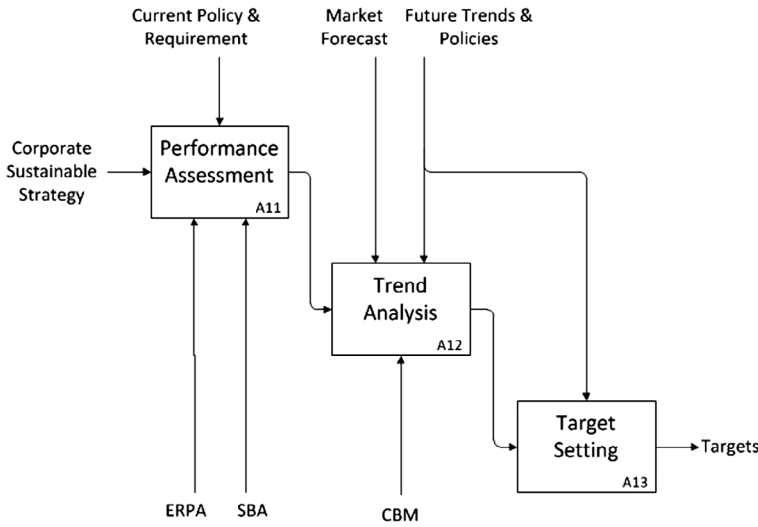 Current Policy &
Requirement
Market
Forecast
Future Trends &
Policies
Corporate
Sustainable
Strategy
Performance
Assessment
A11
Trend
Analysis
A12
Target
Setting
A13
Targets
ERPA
SBA
CBM